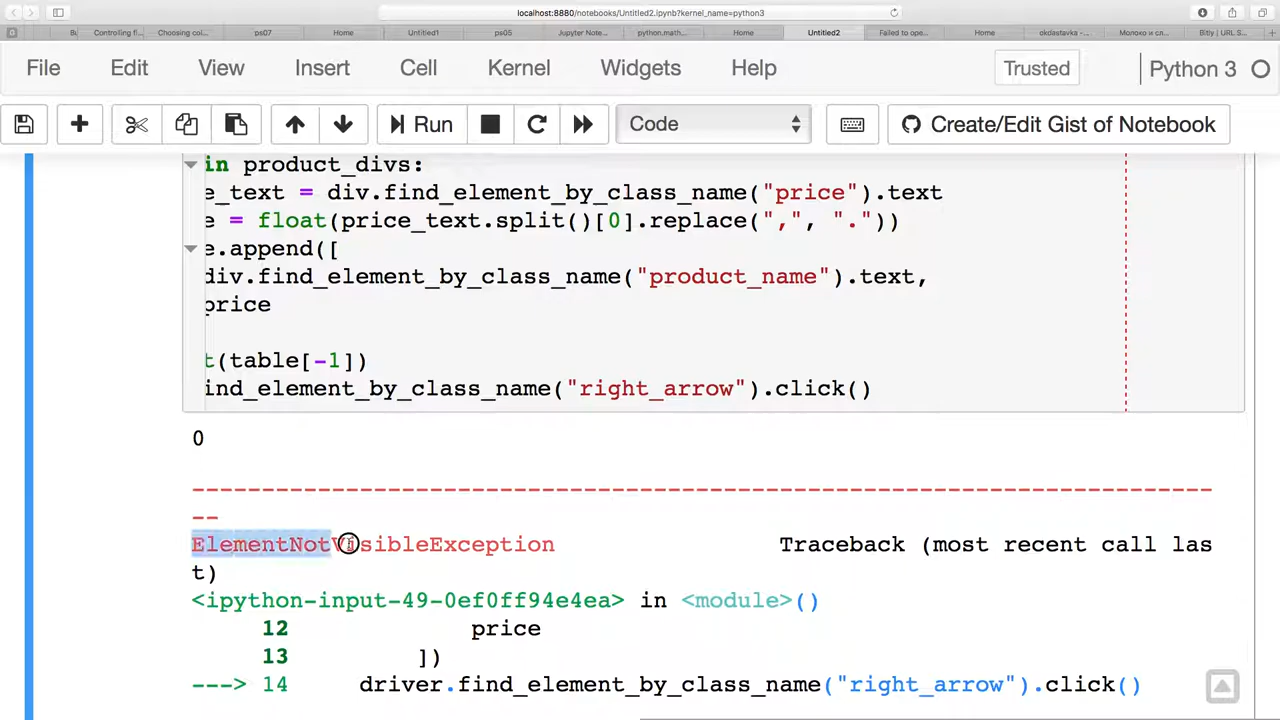 localhost:8880/notebooks/Untitled2.ipynb?kernel_name=python3
Controlling fl... Choosing col... ps07 Home Untitled1 ps05 Jupyter Note... python.math... Home Untitled2 Failed to ope... Home okdastavka -... Молоко и сл... Bitly | URL S...
File Edit View Insert Cell Kernel Widgets Help Trusted Python 3
Run Code Create/Edit Gist of Notebook
in product_divs:
e_text = div.find_element_by_class_name("price").text
e = float(price_text.split()[0].replace(",", "."))
e.append([
div.find_element_by_class_name("product_name").text,
price
t(table[-1])
ind_element_by_class_name("right_arrow").click()
0
---------------------------------------------------------------------------
ElementNotVisibleException Traceback (most recent call las
t)
<ipython-input-49-0ef0ff94e4ea> in <module>()
12 price
13 ])
---> 14 driver.find_element_by_class_name("right_arrow").click()